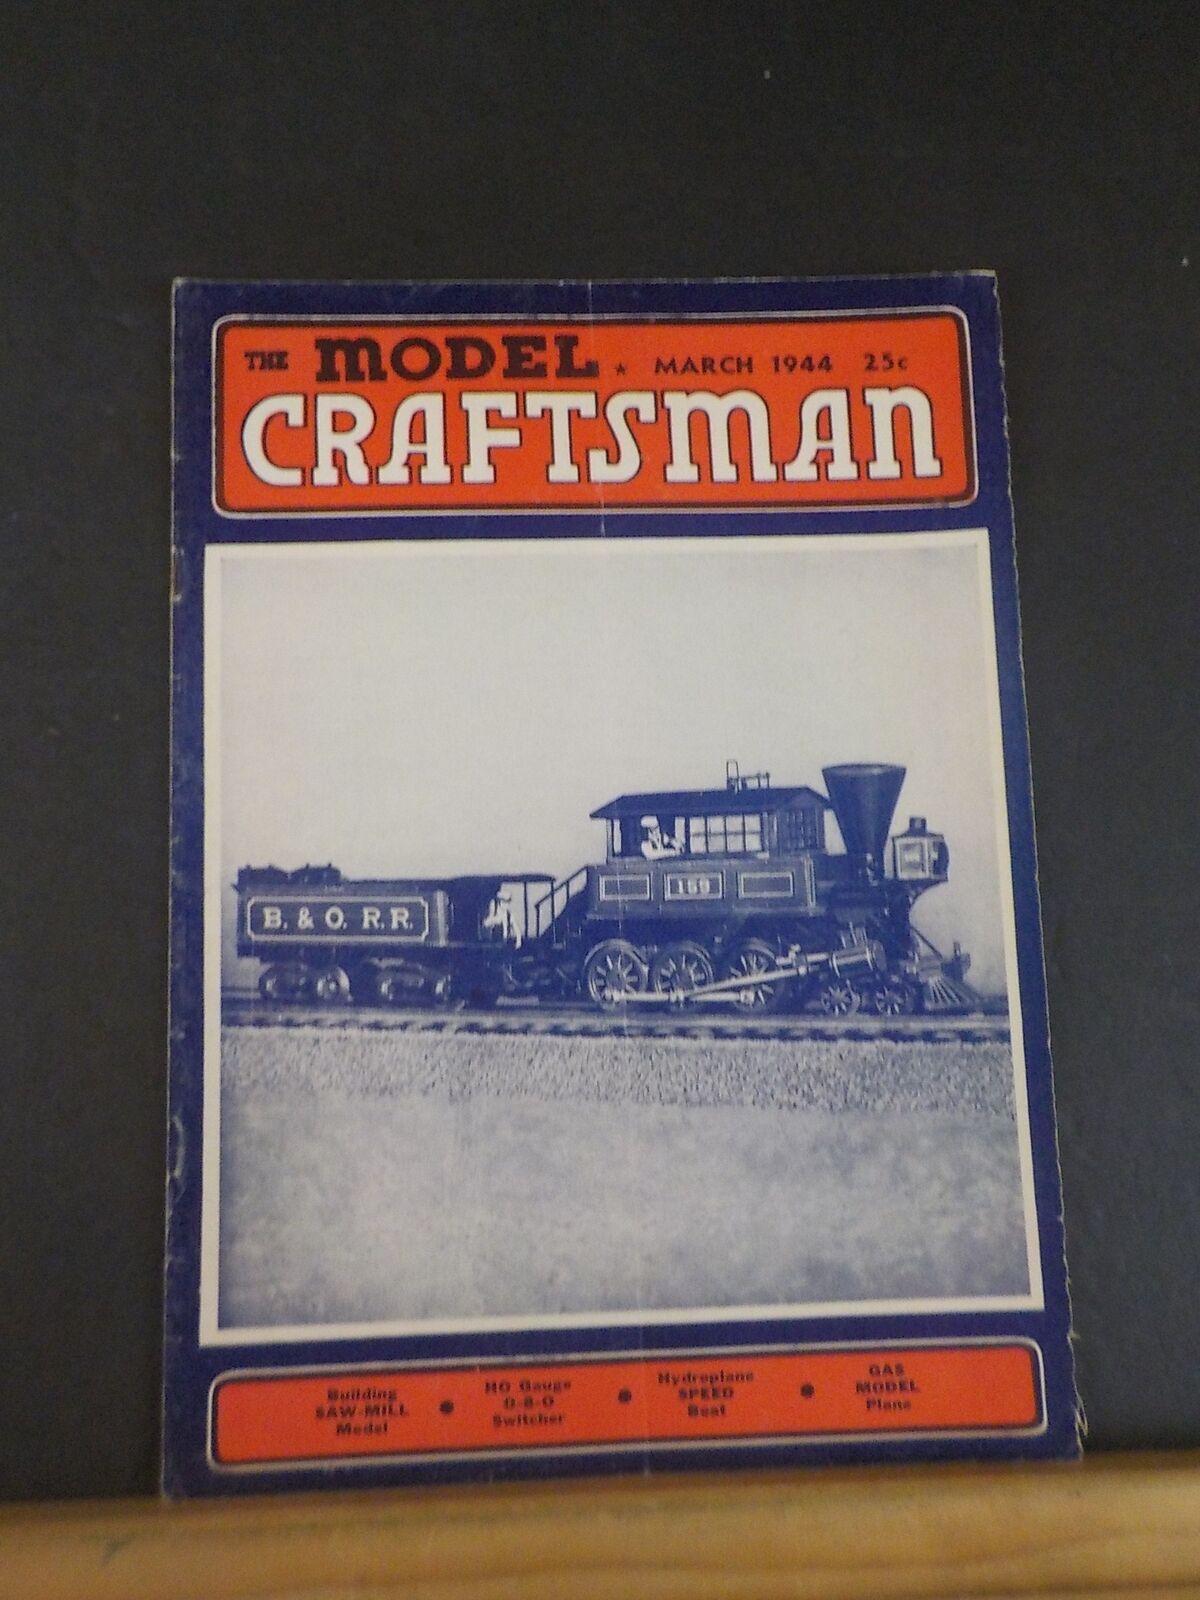 THE MODEL ★ MARCH 1944 25c
CRAFTSMAN
B. & O. R.R.
159
Building
SAW-MILL
Model
HO Gauge
0-8-0
Switcher
Hydroplane
SPEED
Boat
GAS
MODEL
Plane